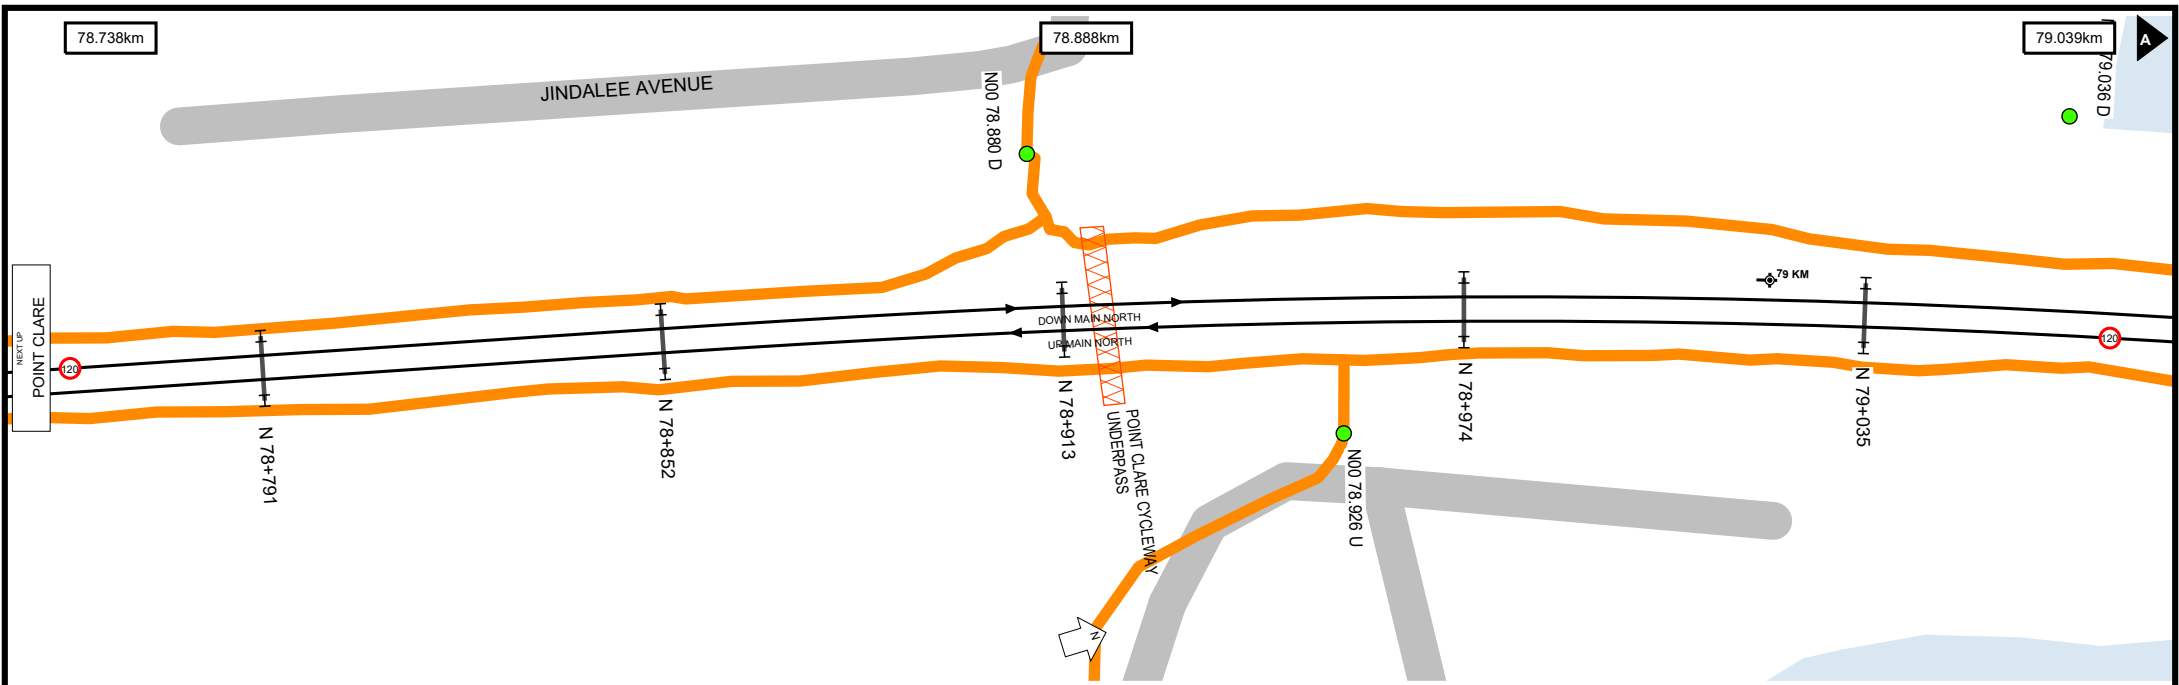 78.738km
78.888km
79.039km
A
79.036 D
JINDALEE AVENUE
N00 78.880 D
79 KM
NEXT UP
POINT CLARE
120
DOWN MAIN NORTH
UP MAIN NORTH
120
N 78+791
N 78+852
N 78+913
POINT CLARE CYCLEWAY
UNDERPASS
N 78+974
N 79+035
N00 78.926 U
N